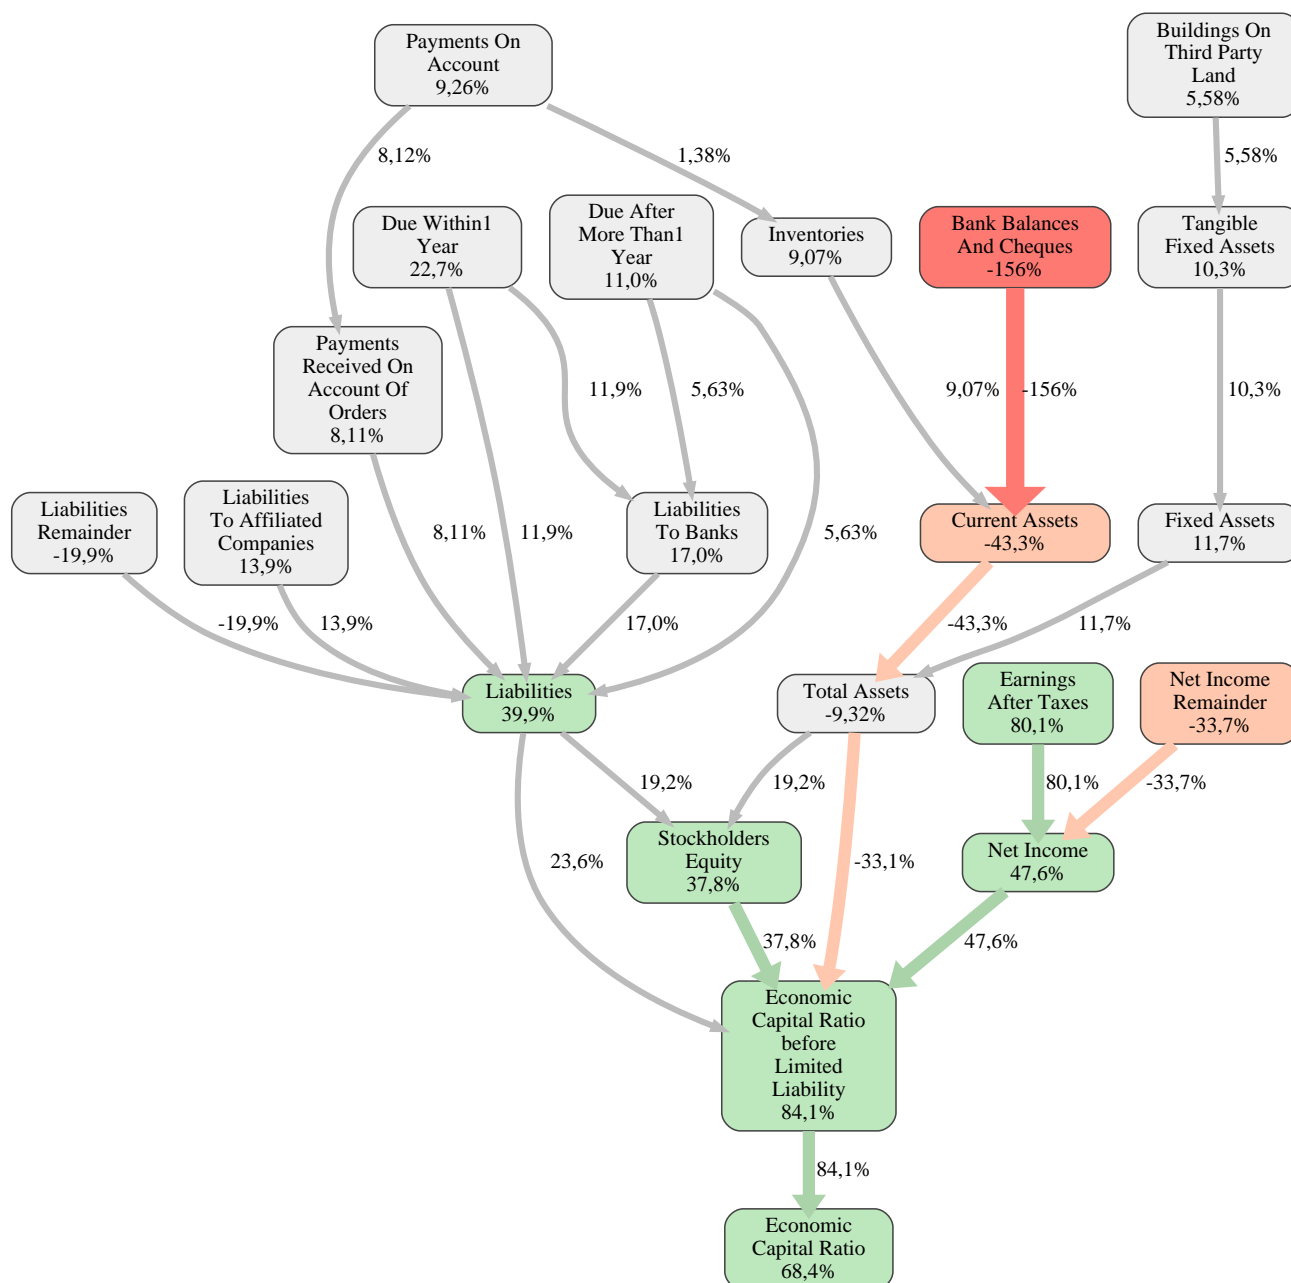 Payments On
Account
9,26%
Buildings On
Third Party
Land
5,58%
8,12%
1,38%
5,58%
Due Within1
Year
22,7%
Due After
More Than1
Year
11,0%
Inventories
9,07%
Bank Balances
And Cheques
-156%
Tangible
Fixed Assets
10,3%
Payments
Received On
Account Of
Orders
8,11%
11,9%
5,63%
9,07%
-156%
10,3%
Liabilities
Remainder
-19,9%
Liabilities
To Affiliated
Companies
13,9%
8,11%
11,9%
Liabilities
To Banks
17,0%
5,63%
Current Assets
-43,3%
Fixed Assets
11,7%
-19,9%
13,9%
17,0%
-43,3%
11,7%
Liabilities
39,9%
Total Assets
-9,32%
Earnings
After Taxes
80,1%
Net Income
Remainder
-33,7%
19,2%
19,2%
80,1%
-33,7%
23,6%
Stockholders
Equity
37,8%
-33,1%
Net Income
47,6%
37,8%
47,6%
Economic
Capital Ratio
before
Limited
Liability
84,1%
84,1%
Economic
Capital Ratio
68,4%